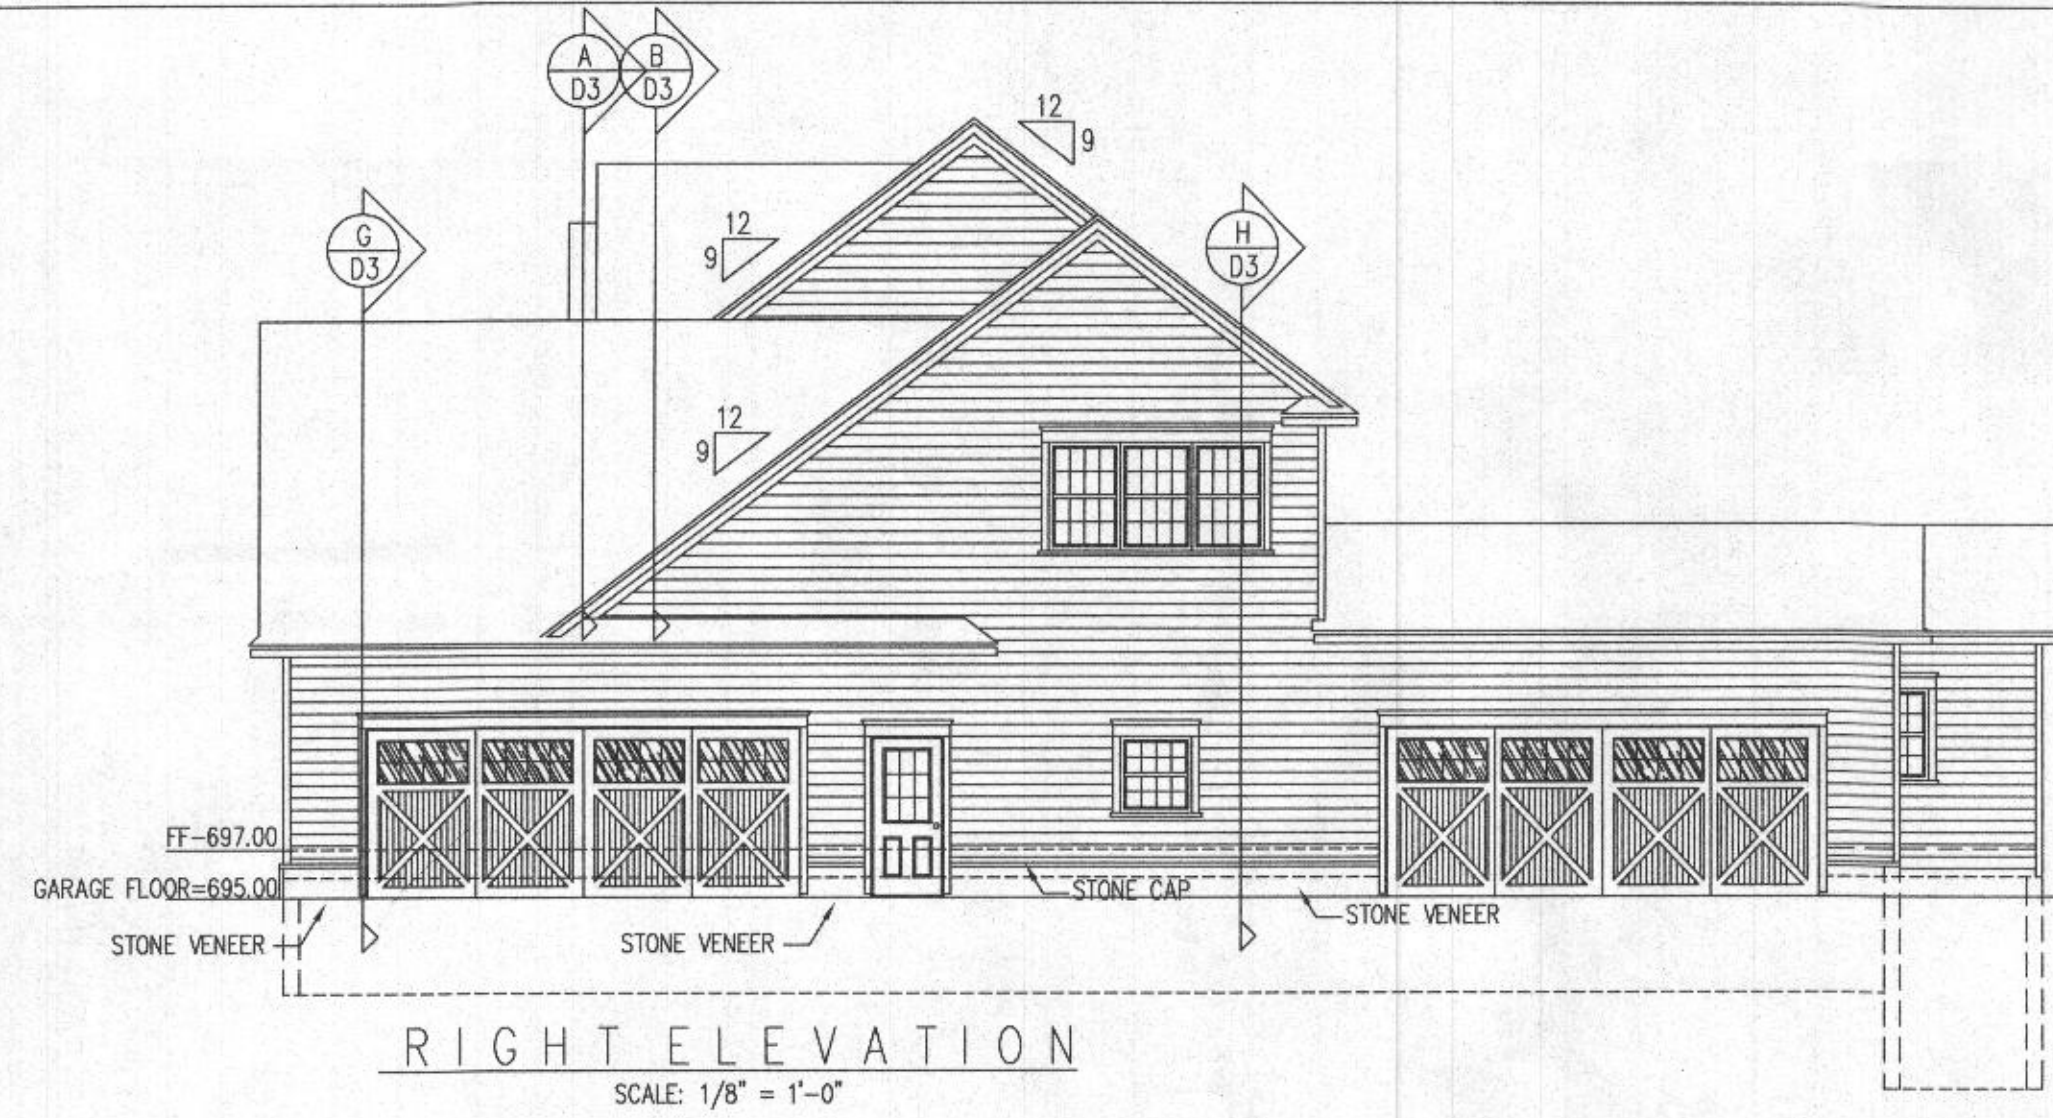 A B
D3 D3
12
9
G
D3
12
9
H
D3
12
9
FF-697.00
GARAGE FLOOR=695.00
STONE CAP
STONE VENEER
STONE VENEER
STONE VENEER
RIGHT ELEVATION
SCALE: 1/8" = 1'-0"